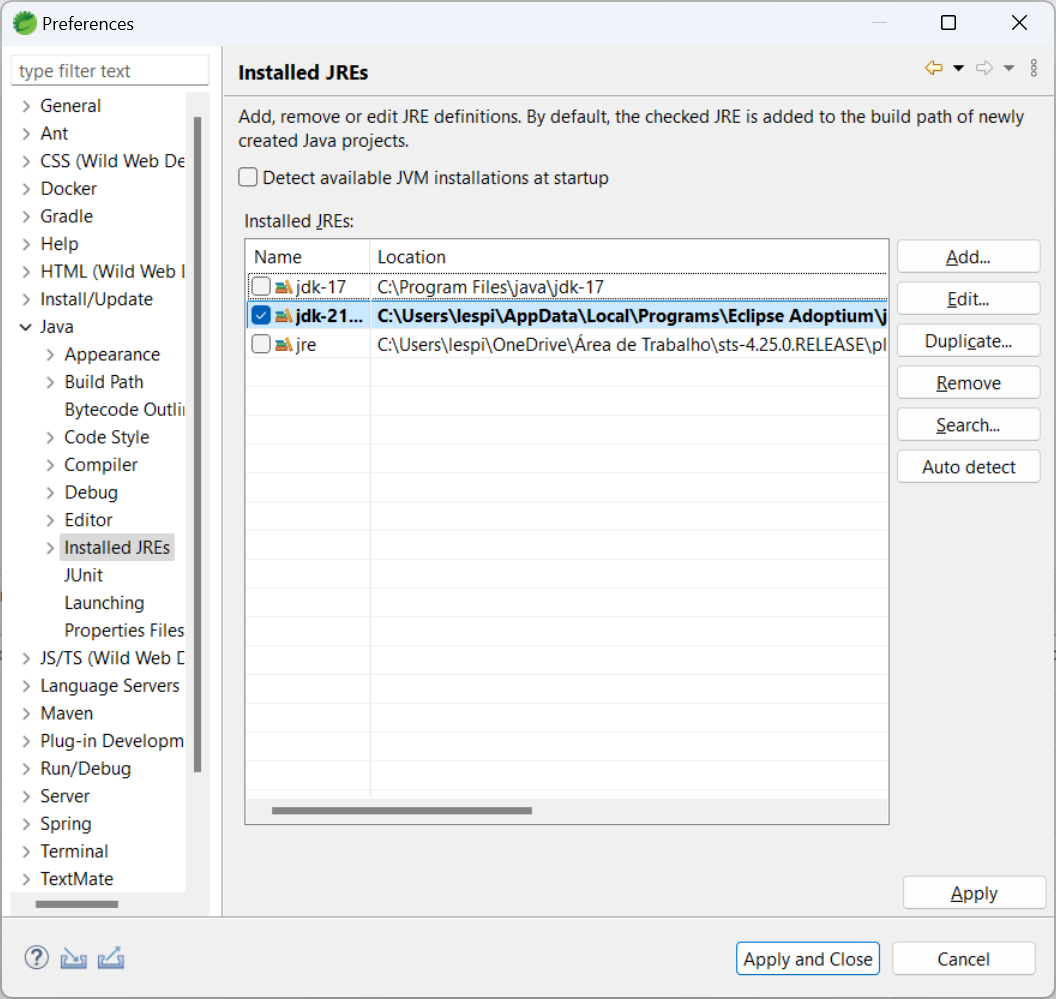 Preferences
type filter text
General
Ant
CSS (Wild Web De
Docker
Gradle
Help
HTML (Wild Web D
Install/Update
Java
Appearance
Build Path
Bytecode Outlin
Code Style
Compiler
Debug
Editor
Installed JREs
JUnit
Launching
Properties Files
JS/TS (Wild Web D
Language Servers
Maven
Plug-in Developm
Run/Debug
Server
Spring
Terminal
TextMate
Installed JREs
Add, remove or edit JRE definitions. By default, the checked JRE is added to the build path of newly
created Java projects.
Detect available JVM installations at startup
Installed JREs:
Name Location
jdk-17 C:\Program Files\java\jdk-17
jdk-21... C:\Users\lespi\AppData\Local\Programs\Eclipse Adoptium\j
jre C:\Users\lespi\OneDrive\Área de Trabalho\sts-4.25.0.RELEASE\pl
Add...
Edit...
Duplicate...
Remove
Search...
Auto detect
Apply
Apply and Close
Cancel